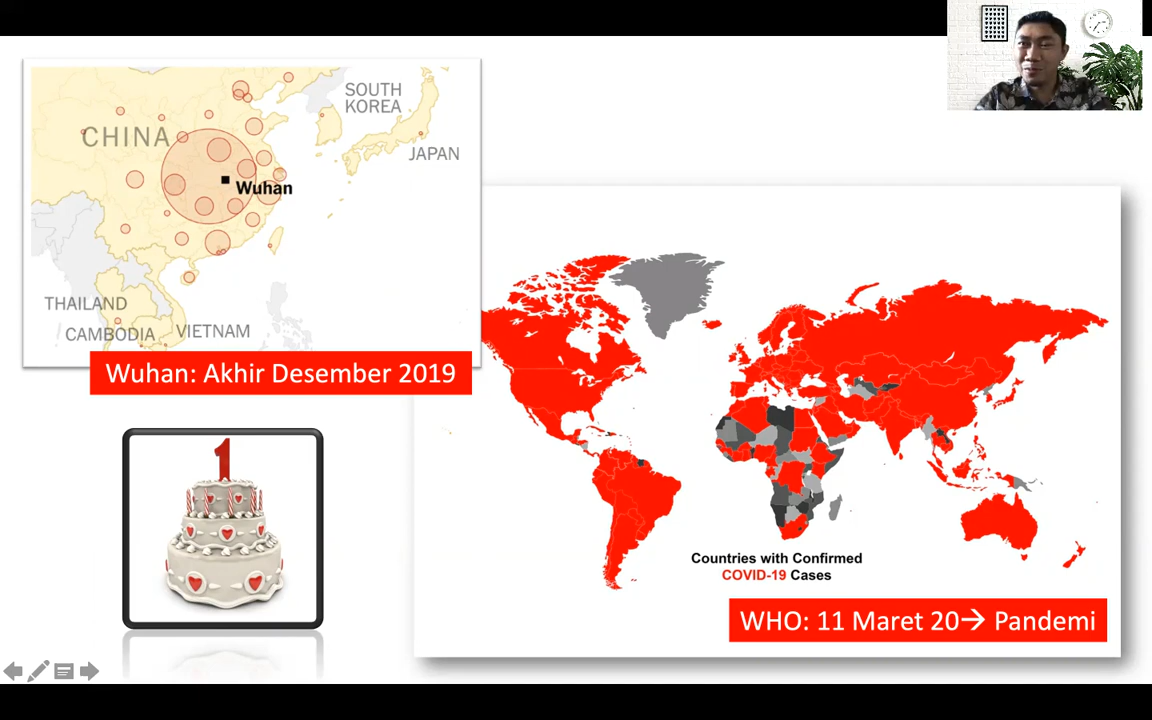 SOUTH
KOREA
CHINA
JAPAN
Wuhan
THAILAND
CAMBODIA
VIETNAM
Wuhan: Akhir Desember 2019
1
Countries with Confirmed
COVID-19 Cases
WHO: 11 Maret 20→ Pandemi